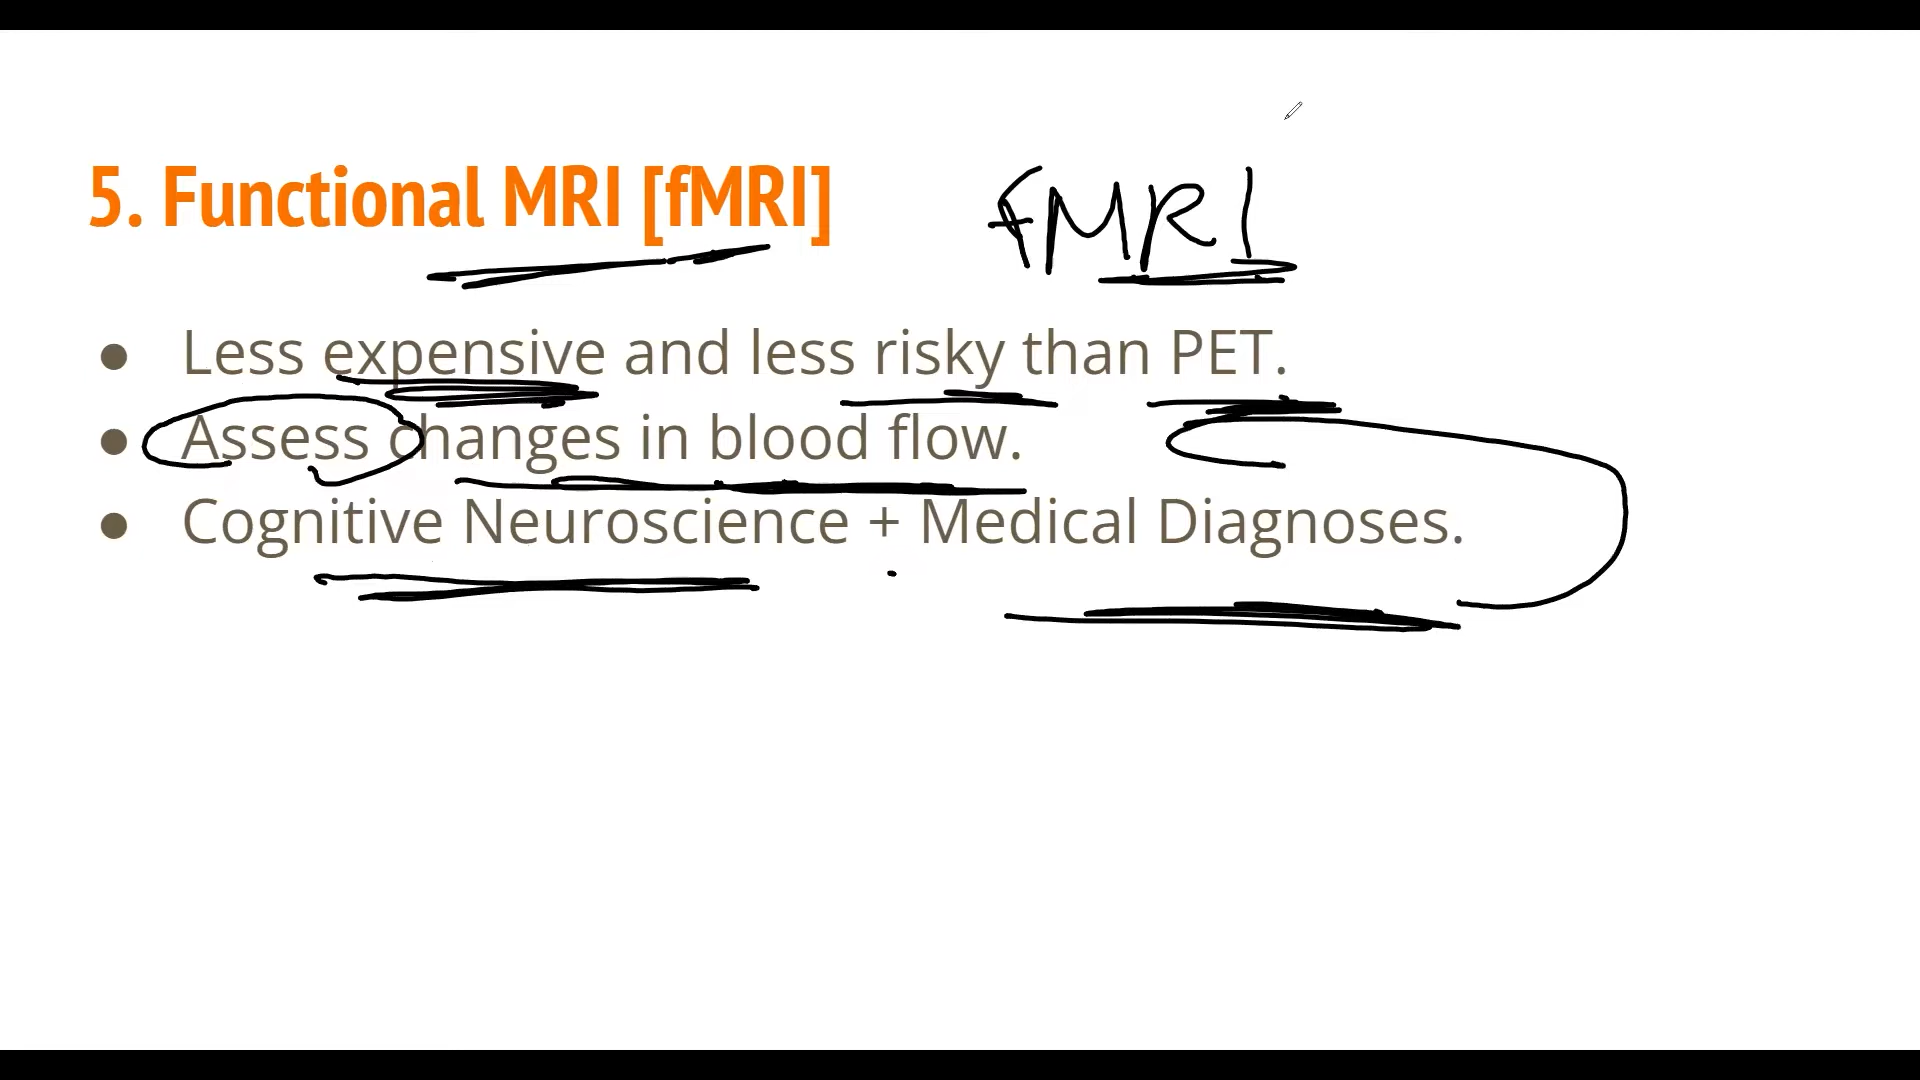 5. Functional MRI [fMRI]
fMRI
● Less expensive and less risky than PET.
● Assess changes in blood flow.
● Cognitive Neuroscience + Medical Diagnoses.